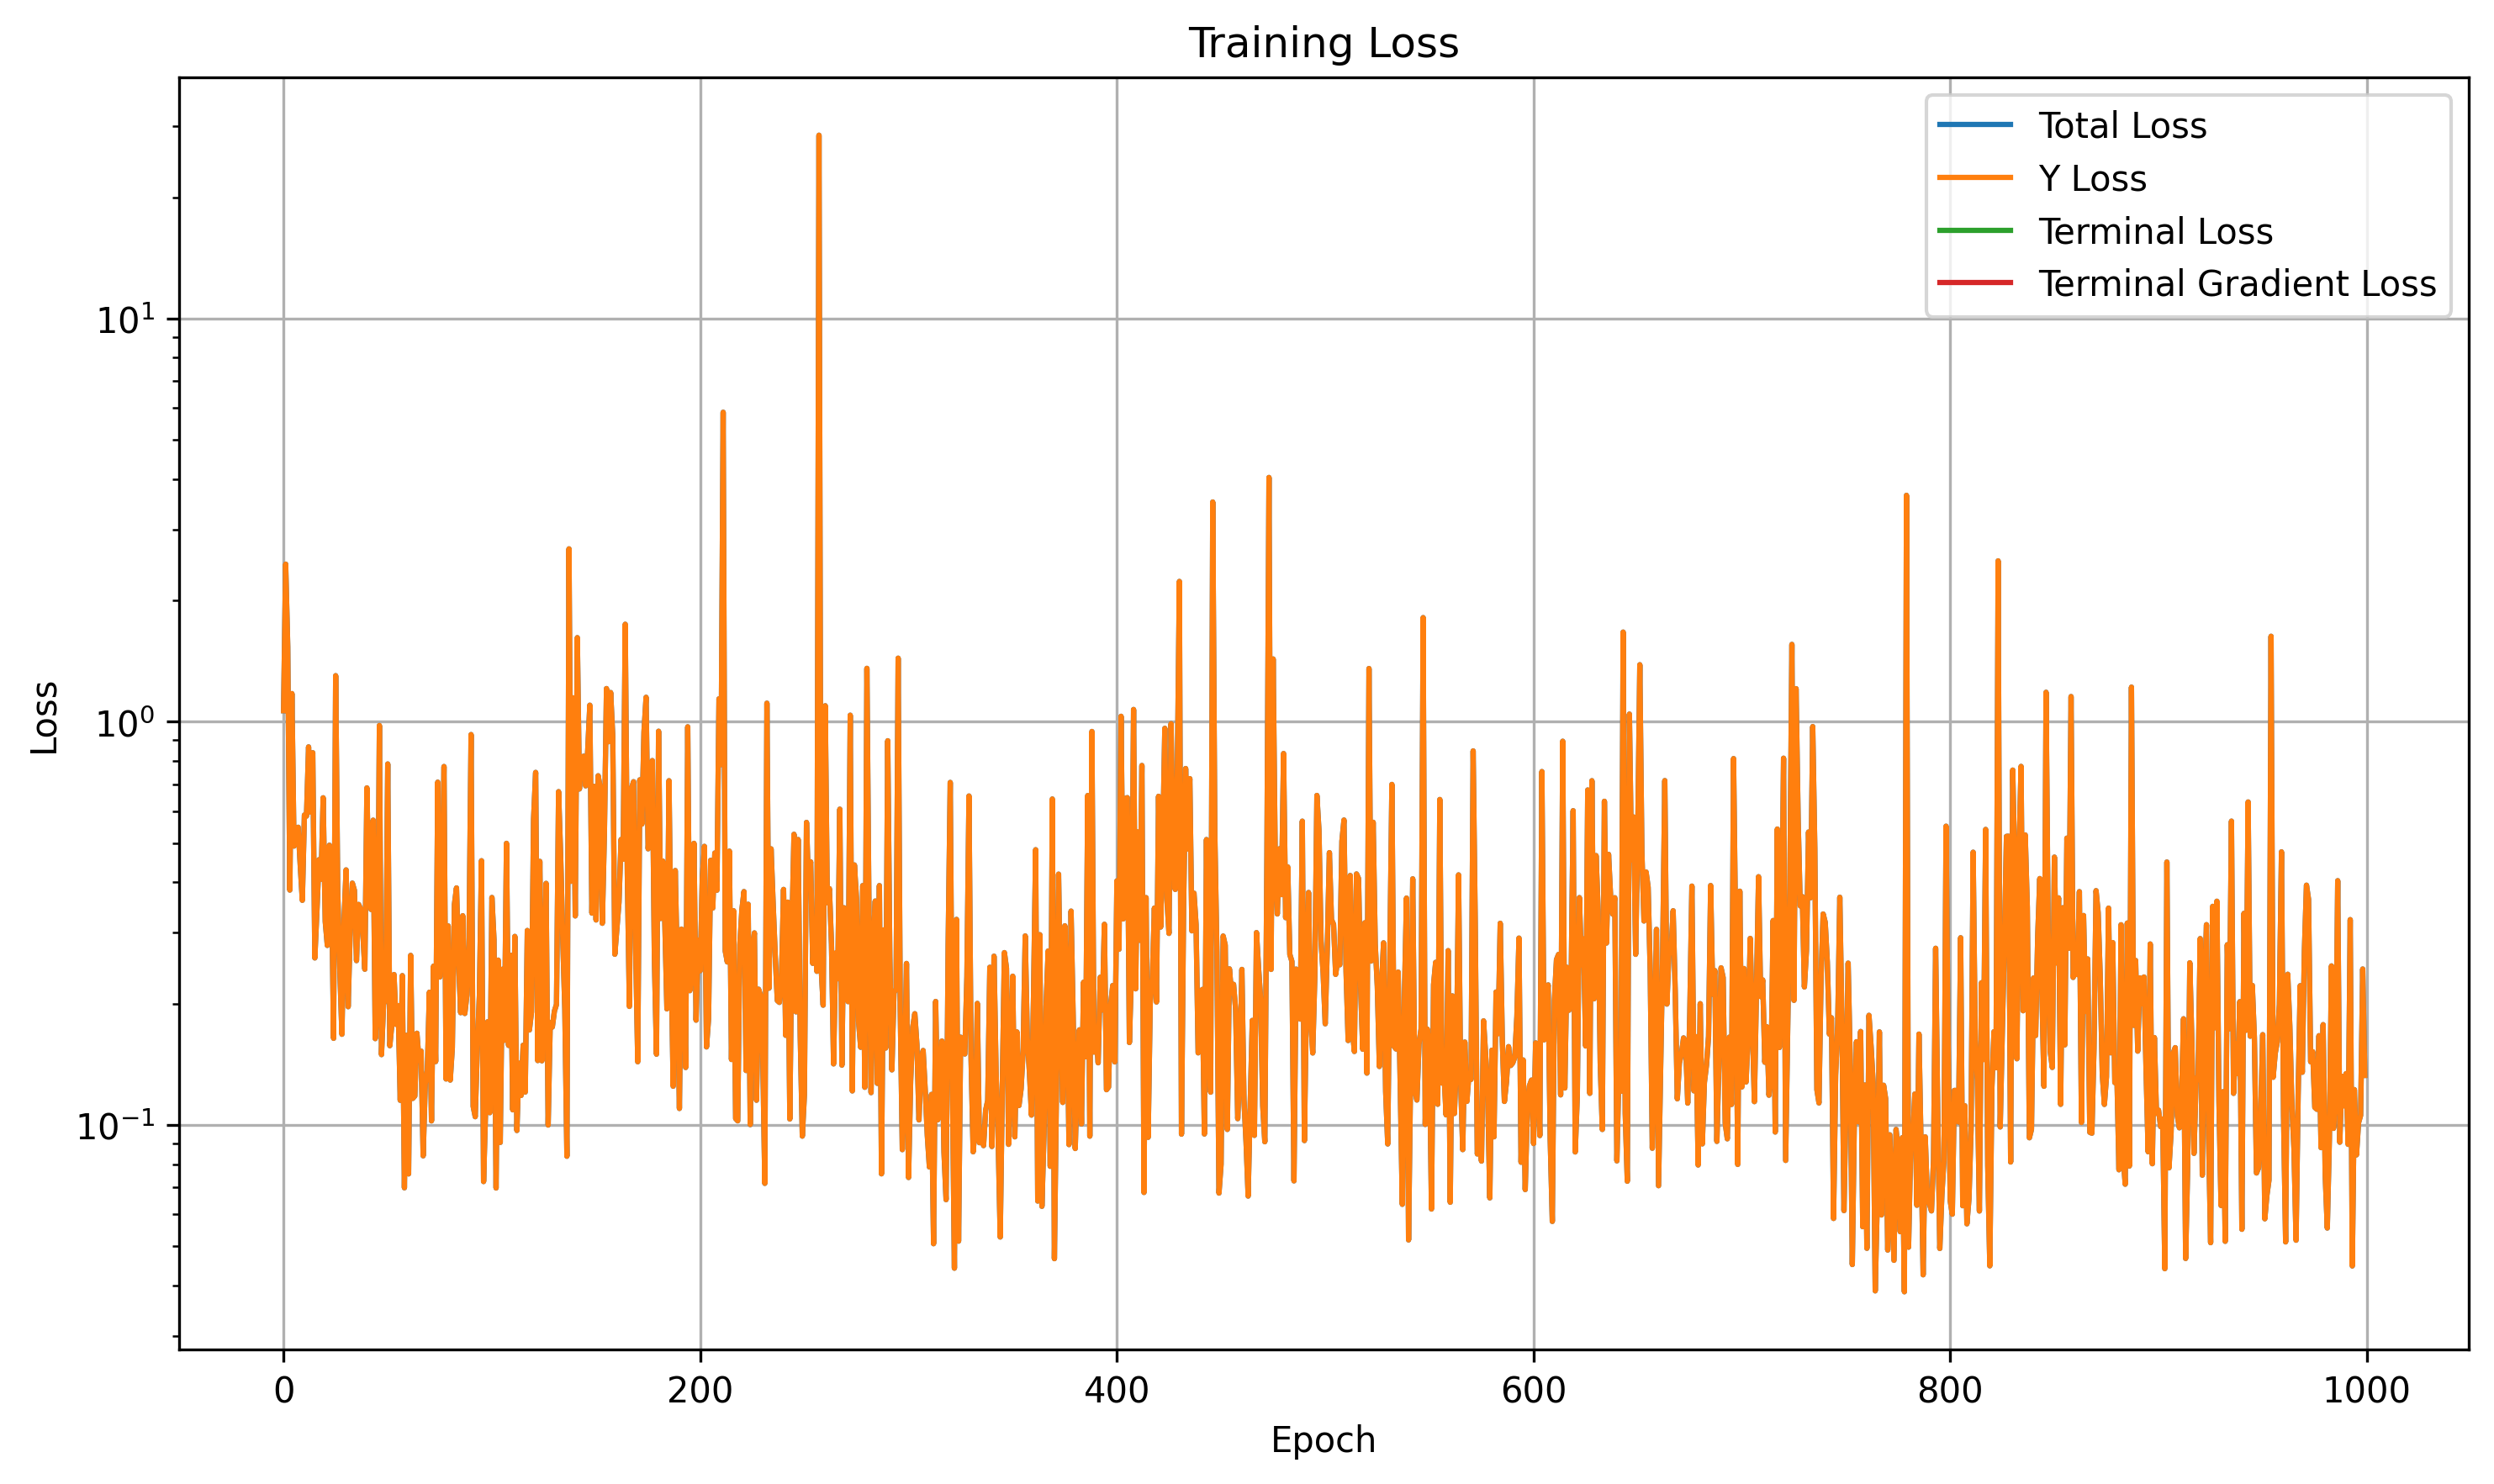 Training Loss
Total Loss
Y Loss
Terminal Loss
Terminal Gradient Loss
10¹
10⁰
10⁻¹
Loss
0 200 400 600 800 1000
Epoch